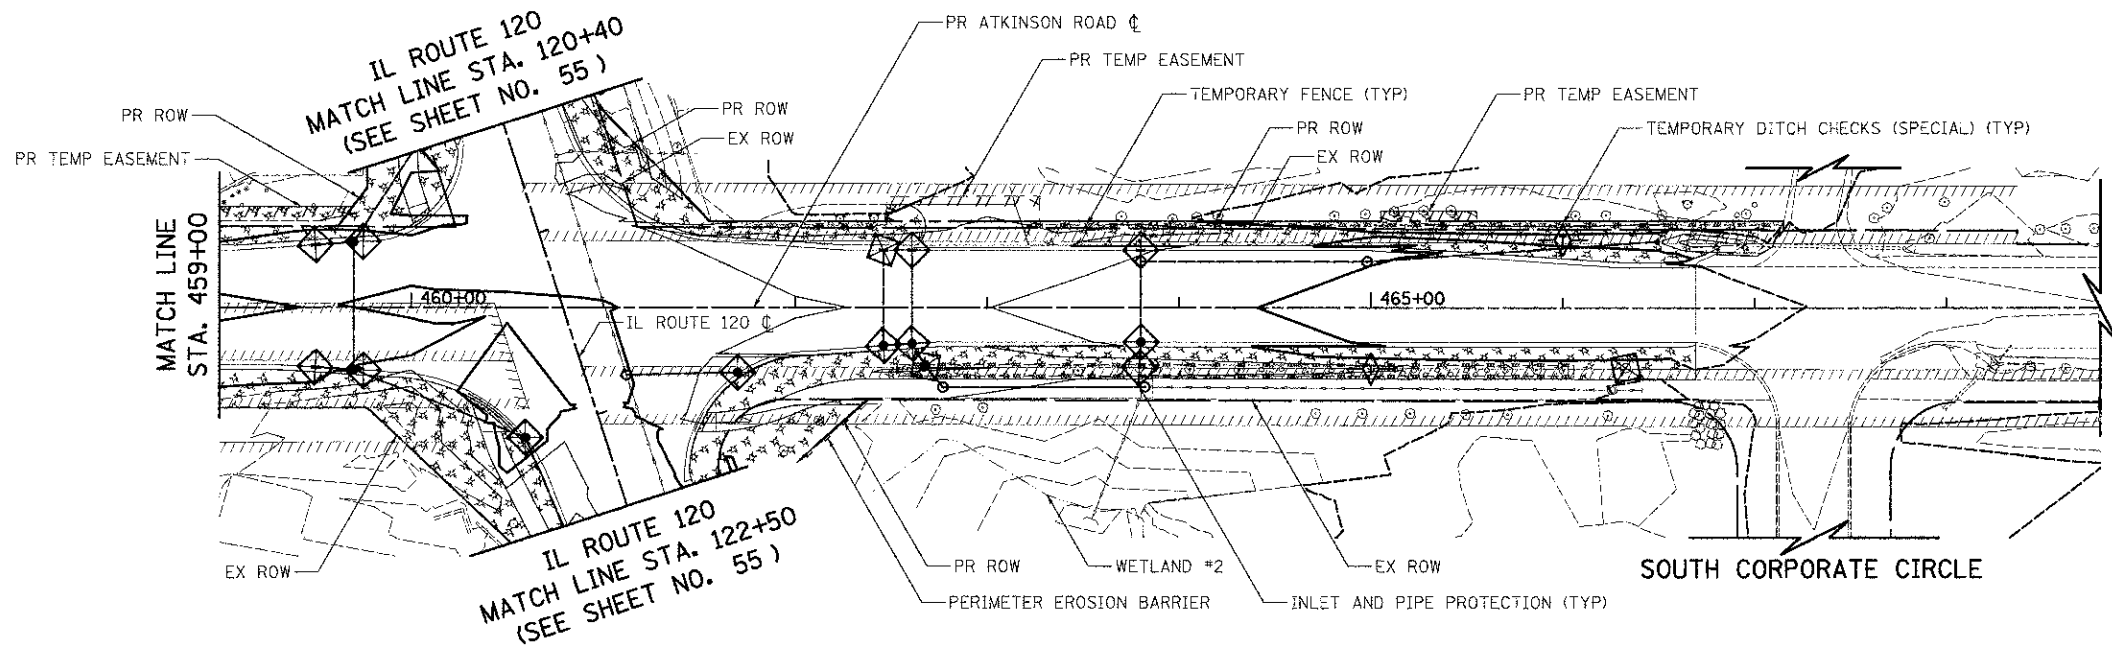 IL ROUTE 120
MATCH LINE STA. 120+40
(SEE SHEET NO. 55)
PR ATKINSON ROAD ℄
PR TEMP EASEMENT
PR ROW
PR TEMP EASEMENT
PR ROW
EX ROW
TEMPORARY FENCE (TYP)
PR ROW
EX ROW
PR TEMP EASEMENT
TEMPORARY DITCH CHECKS (SPECIAL) (TYP)
MATCH LINE
STA. 459+00
460+00
465+00
IL ROUTE 120 ℄
EX ROW
IL ROUTE 120
MATCH LINE STA. 122+50
(SEE SHEET NO. 55)
PR ROW
PERIMETER EROSION BARRIER
WETLAND #2
EX ROW
INLET AND PIPE PROTECTION (TYP)
SOUTH CORPORATE CIRCLE